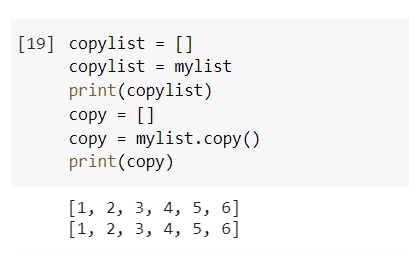 [19] copylist = []
copylist = mylist
print(copylist)
copy = []
copy = mylist.copy()
print(copy)
[1, 2, 3, 4, 5, 6]
[1, 2, 3, 4, 5, 6]